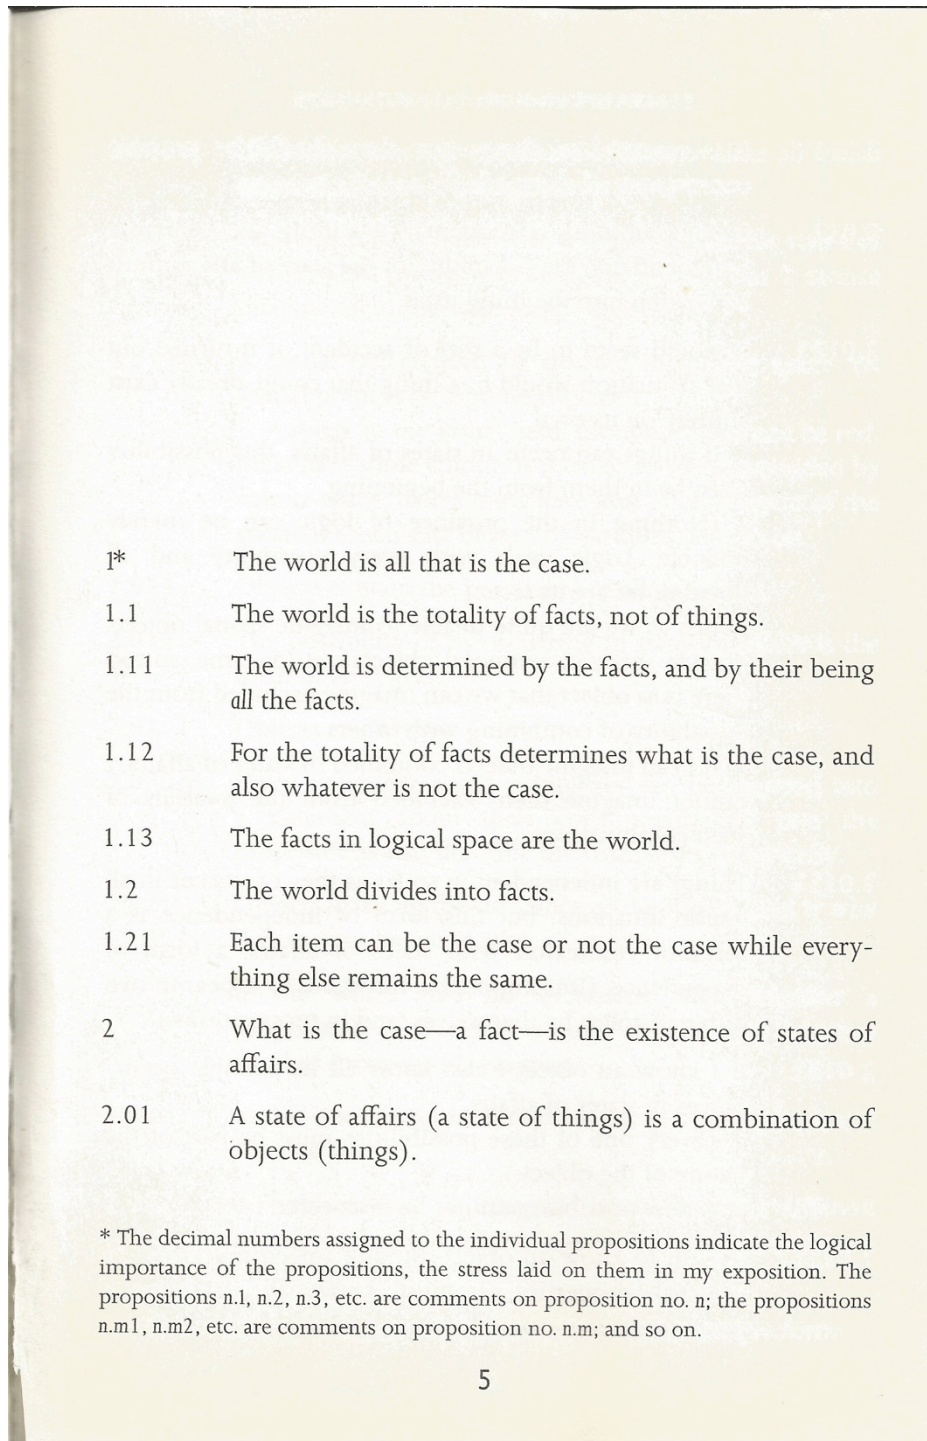 1* The world is all that is the case.
1.1 The world is the totality of facts, not of things.
1.11 The world is determined by the facts, and by their being
all the facts.
1.12 For the totality of facts determines what is the case, and
also whatever is not the case.
1.13 The facts in logical space are the world.
1.2 The world divides into facts.
1.21 Each item can be the case or not the case while every-
thing else remains the same.
2 What is the case—a fact—is the existence of states of
affairs.
2.01 A state of affairs (a state of things) is a combination of
objects (things).
* The decimal numbers assigned to the individual propositions indicate the logical
importance of the propositions, the stress laid on them in my exposition. The
propositions n.1, n.2, n.3, etc. are comments on proposition no. n; the propositions
n.m1, n.m2, etc. are comments on proposition no. n.m; and so on.
5